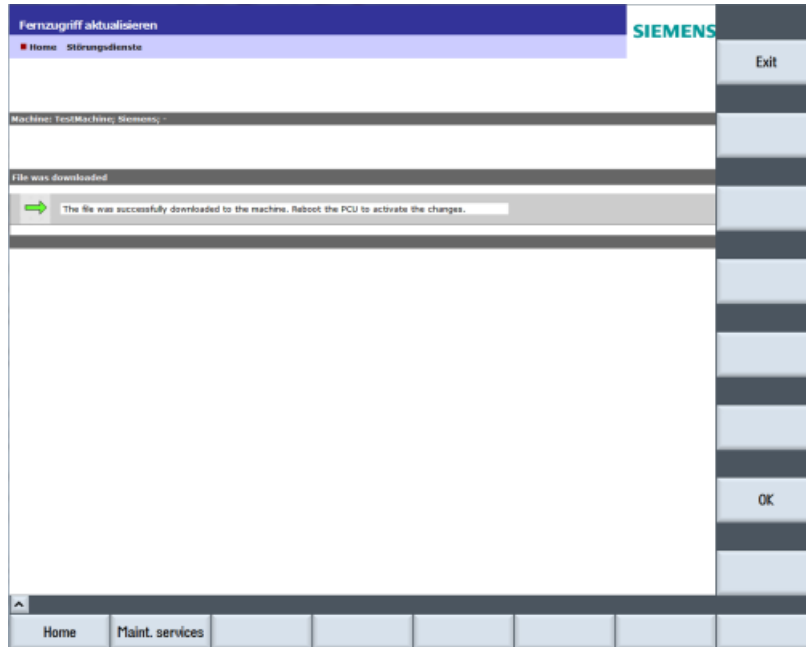 Fernzugriff aktualisieren
SIEMENS
Home Störungsdienste
Exit
Machine: TestMachine; Siemens; -
File was downloaded
The file was successfully downloaded to the machine. Reboot the PCU to activate the changes.
OK
Home Maint. services